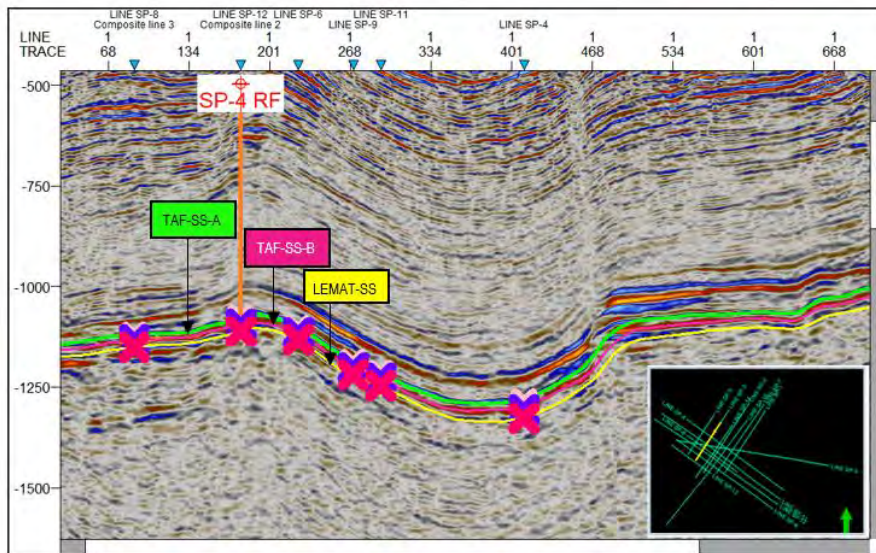 LINE SP-8
Composite line 3
LINE SP-12
Composite line 2
LINE SP-6
LINE SP-9
LINE SP-11
LINE SP-4
LINE 1 1 1 1 1 1 1 1 1 1
TRACE 68 134 201 268 334 401 468 534 601 668
-500
SP-4 RF
-750
TAF-SS-A
TAF-SS-B
LEMAT-SS
-1000
-1250
-1500